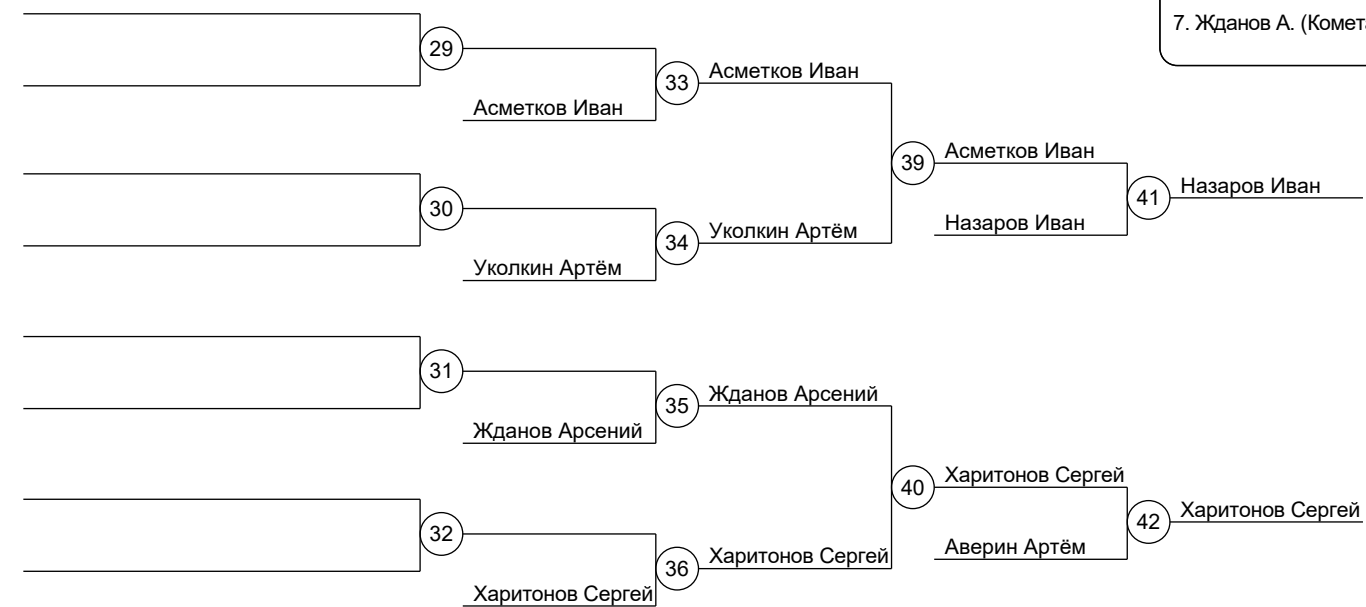 7. Жданов А. (Комета
29
33
Асметков Иван
Асметков Иван
39
Асметков Иван
41
Назаров Иван
30
34
Уколкин Артём
Назаров Иван
Уколкин Артём
31
35
Жданов Арсений
Жданов Арсений
40
Харитонов Сергей
42
Харитонов Сергей
32
36
Харитонов Сергей
Аверин Артём
Харитонов Сергей